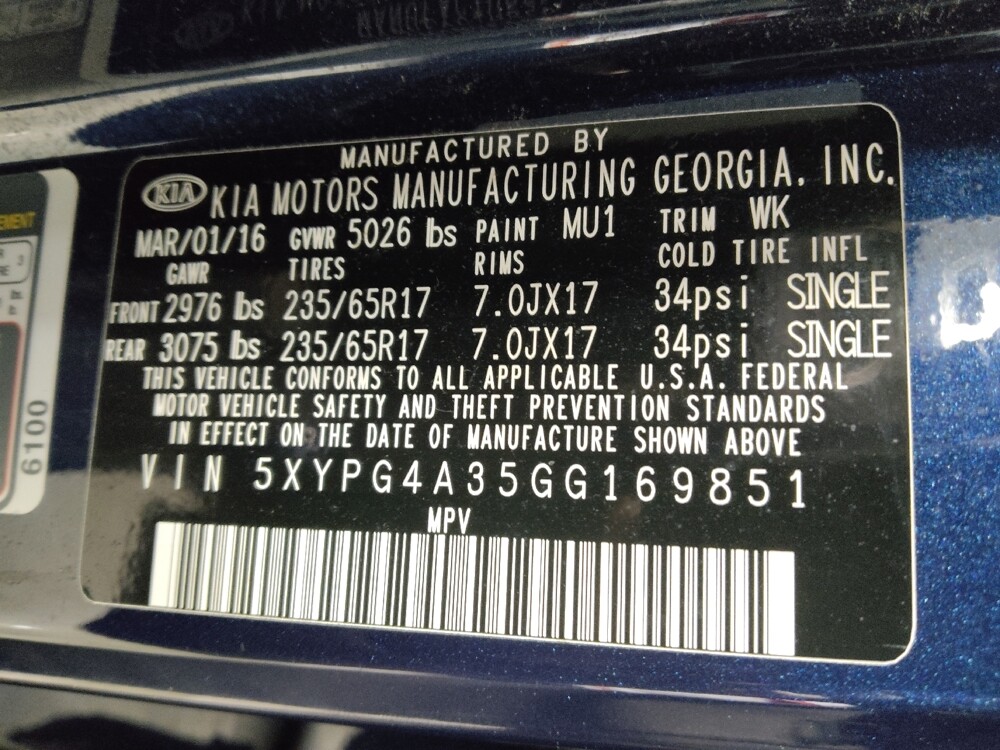 MANUFACTURED BY
KIA KIA MOTORS MANUFACTURING GEORGIA, INC.
MAR/01/16 GVWR 5026 lbs PAINT MU1 TRIM WK
GAWR TIRES RIMS COLD TIRE INFL
FRONT 2976 lbs 235/65R17 7.0JX17 34psi SINGLE
REAR 3075 lbs 235/65R17 7.0JX17 34psi SINGLE
THIS VEHICLE CONFORMS TO ALL APPLICABLE U.S.A. FEDERAL
MOTOR VEHICLE SAFETY AND THEFT PREVENTION STANDARDS
IN EFFECT ON THE DATE OF MANUFACTURE SHOWN ABOVE
VIN 5XYPG4A35GG169851
MPV
61100